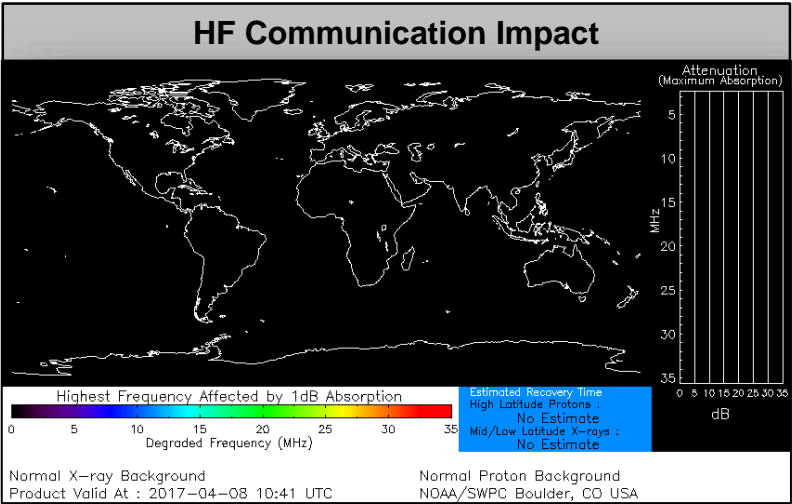 HF Communication Impact
Attenuation
(Maximum Absorption)
5
10
15
20
25
30
35
MHz
0 5 10 15 20 25 30 35
dB
Highest Frequency Affected by 1dB Absorption
0 5 10 15 20 25 30 35
Degraded Frequency (MHz)
Estimated Recovery Time
High Latitude Protons :
No Estimate
Mid/Low Latitude X-rays :
No Estimate
Normal X-ray Background
Product Valid At : 2017-04-08 10:41 UTC
Normal Proton Background
NOAA/SWPC Boulder, CO USA